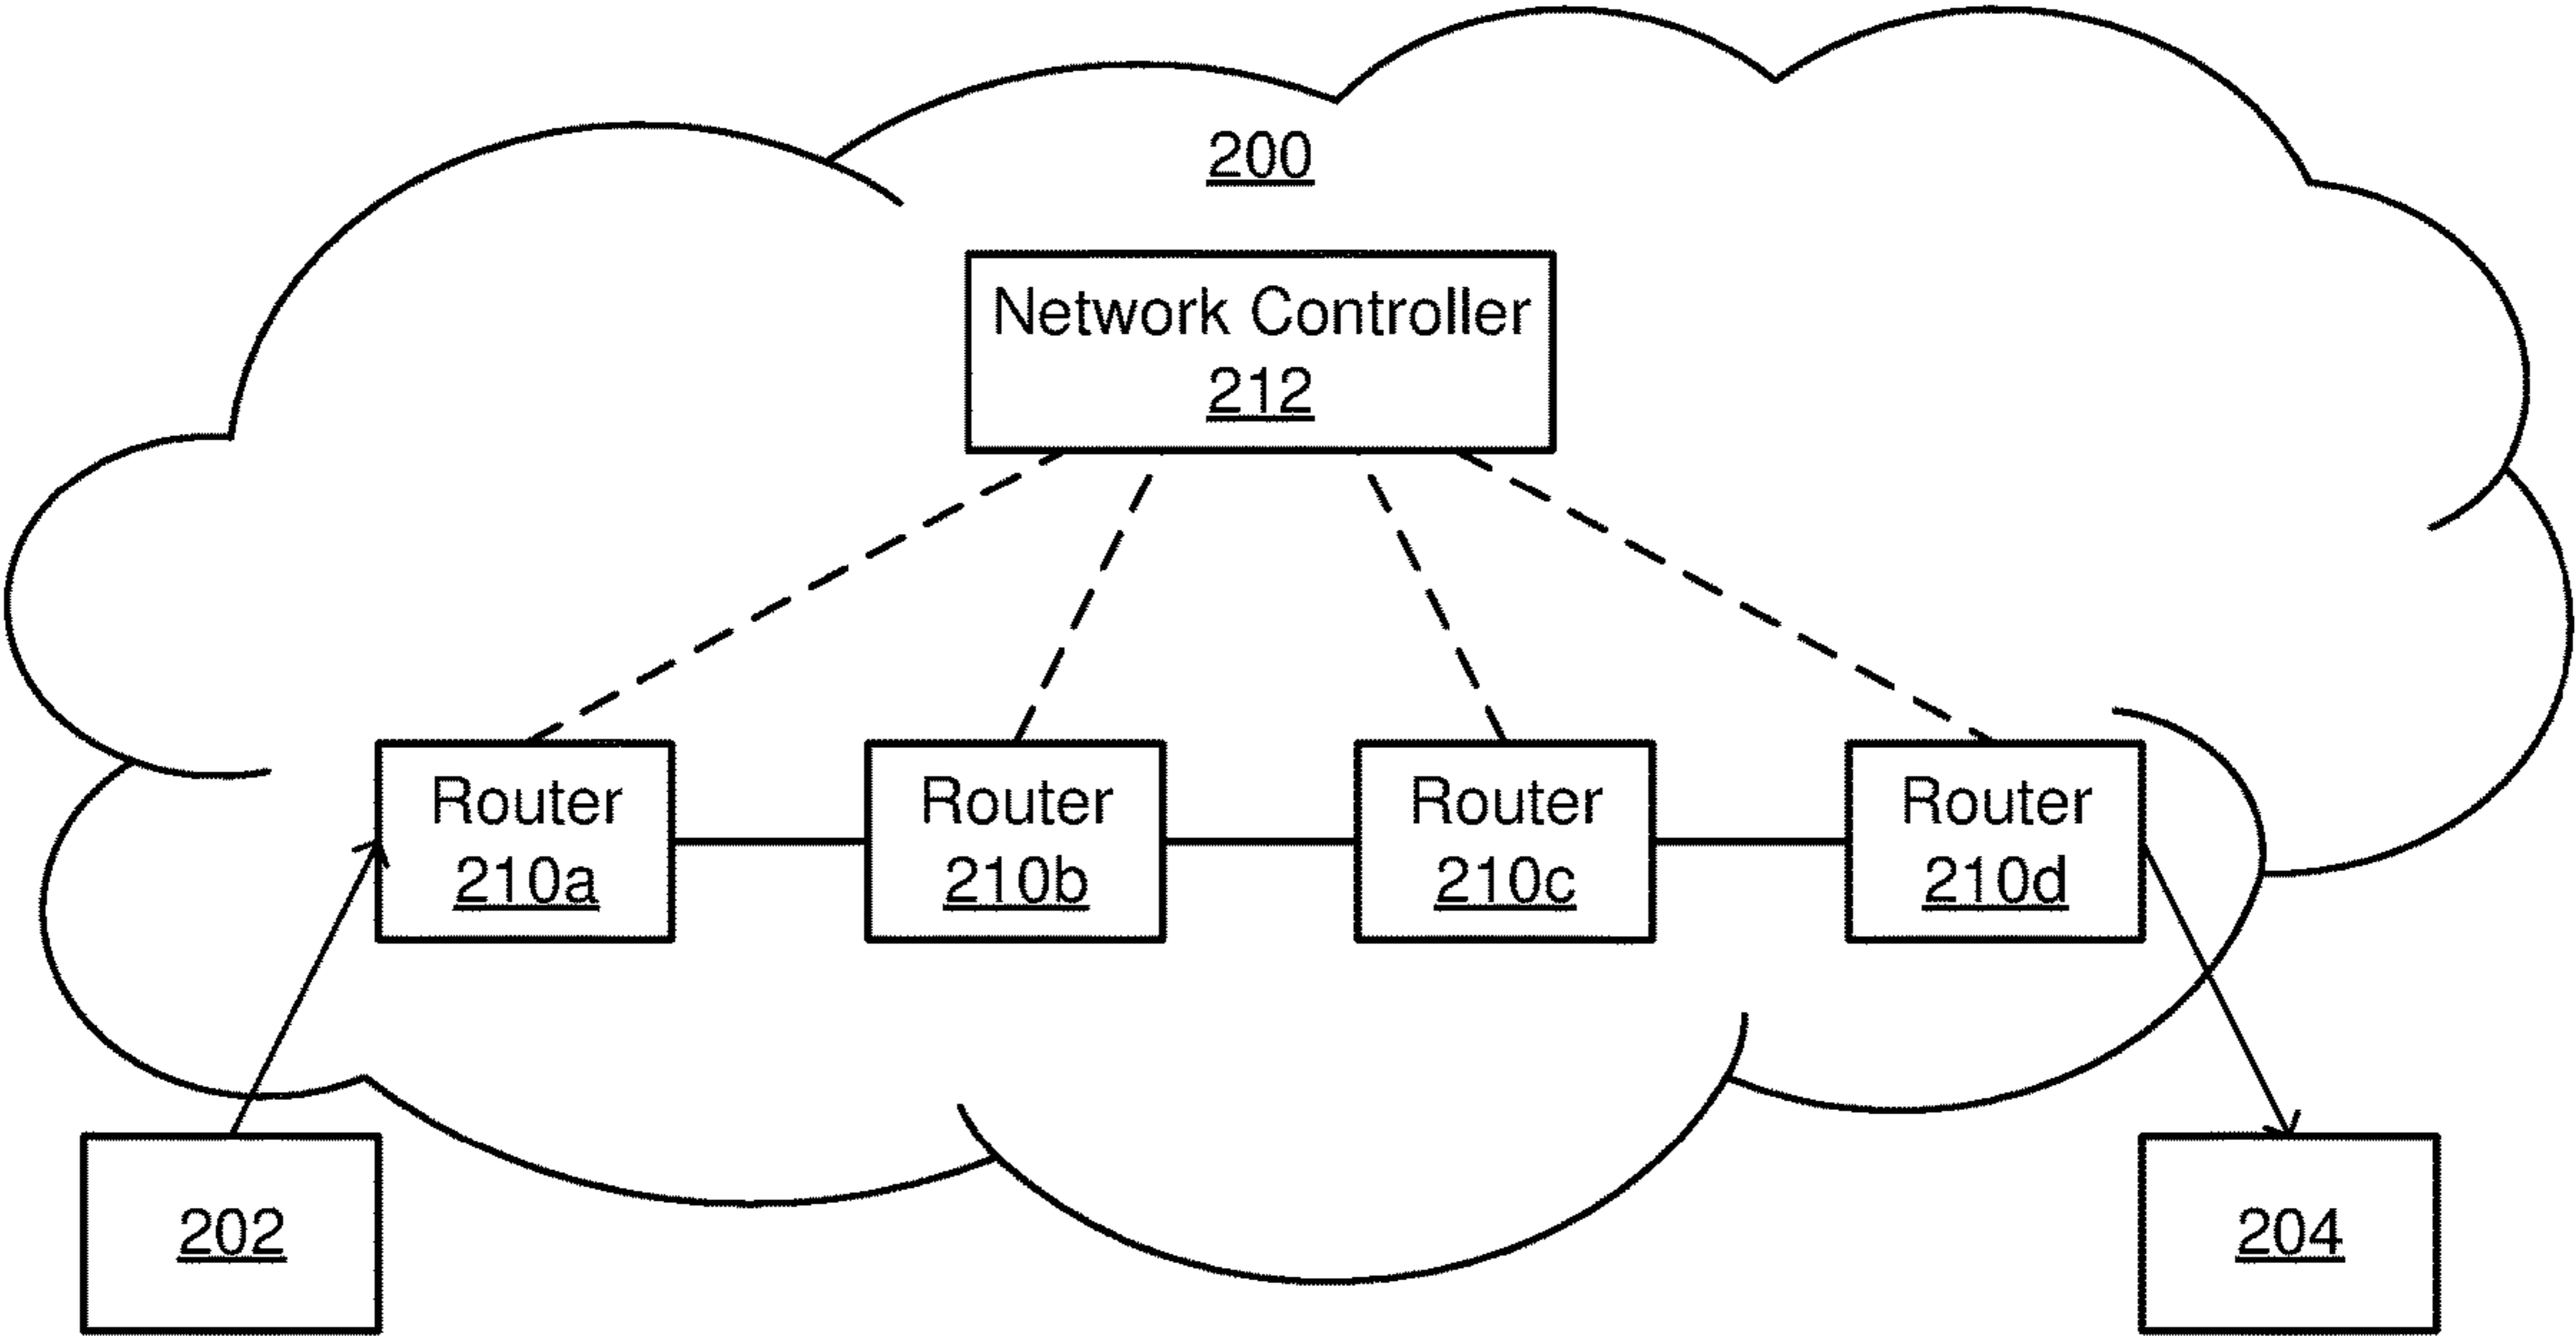 200
Network Controller
212
Router
210a
Router
210b
Router
210c
Router
210d
202
204